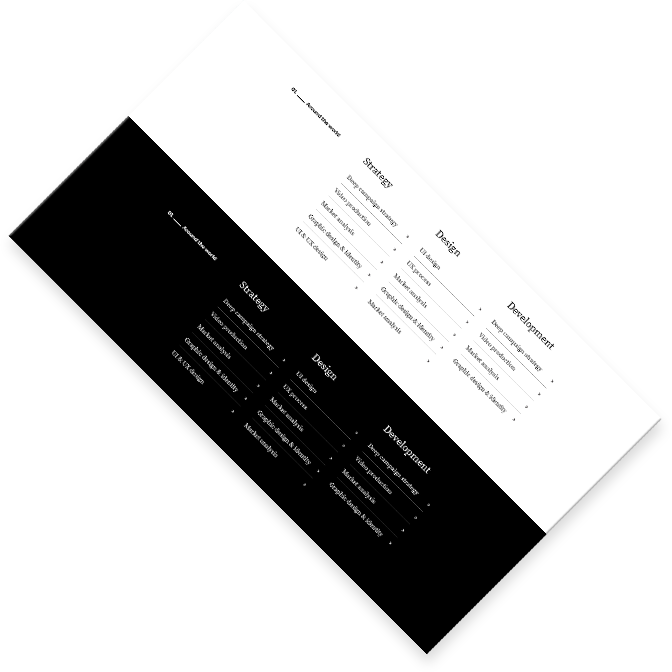 01 ___ Around the world
Strategy
Deep campaign strategy
Video production
Market analysis
Graphic design & Identity
UI & UX design
Design
UI design
UX process
Market analysis
Graphic design & Identity
Market analysis
Development
Deep campaign strategy
Video production
Market analysis
Graphic design & identity
01 ___ Around the world
Strategy
Deep campaign strategy
Video production
Market analysis
Graphic design & Identity
UI & UX design
Design
UI design
UX process
Market analysis
Graphic design & Identity
Market analysis
Development
Deep campaign strategy
Video production
Market analysis
Graphic design & identity